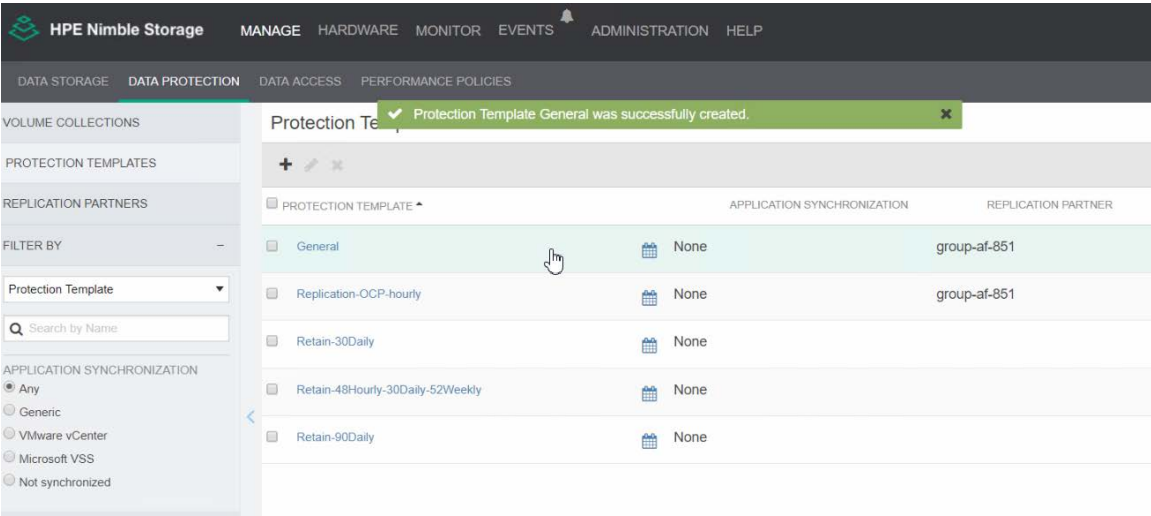 HPE Nimble Storage MANAGE HARDWARE MONITOR EVENTS ADMINISTRATION HELP
DATA STORAGE DATA PROTECTION DATA ACCESS PERFORMANCE POLICIES
Protection Template General was successfully created.
VOLUME COLLECTIONS
Protection Te
PROTECTION TEMPLATES
REPLICATION PARTNERS
PROTECTION TEMPLATE APPLICATION SYNCHRONIZATION REPLICATION PARTNER
FILTER BY
General None group-af-851
Protection Template
Replication-OCP-hourly None group-af-851
Search by Name
Retain-30Daily None
APPLICATION SYNCHRONIZATION
Any
Retain-48Hourly-30Daily-52Weekly None
Generic
VMware vCenter
Retain-90Daily None
Microsoft VSS
Not synchronized